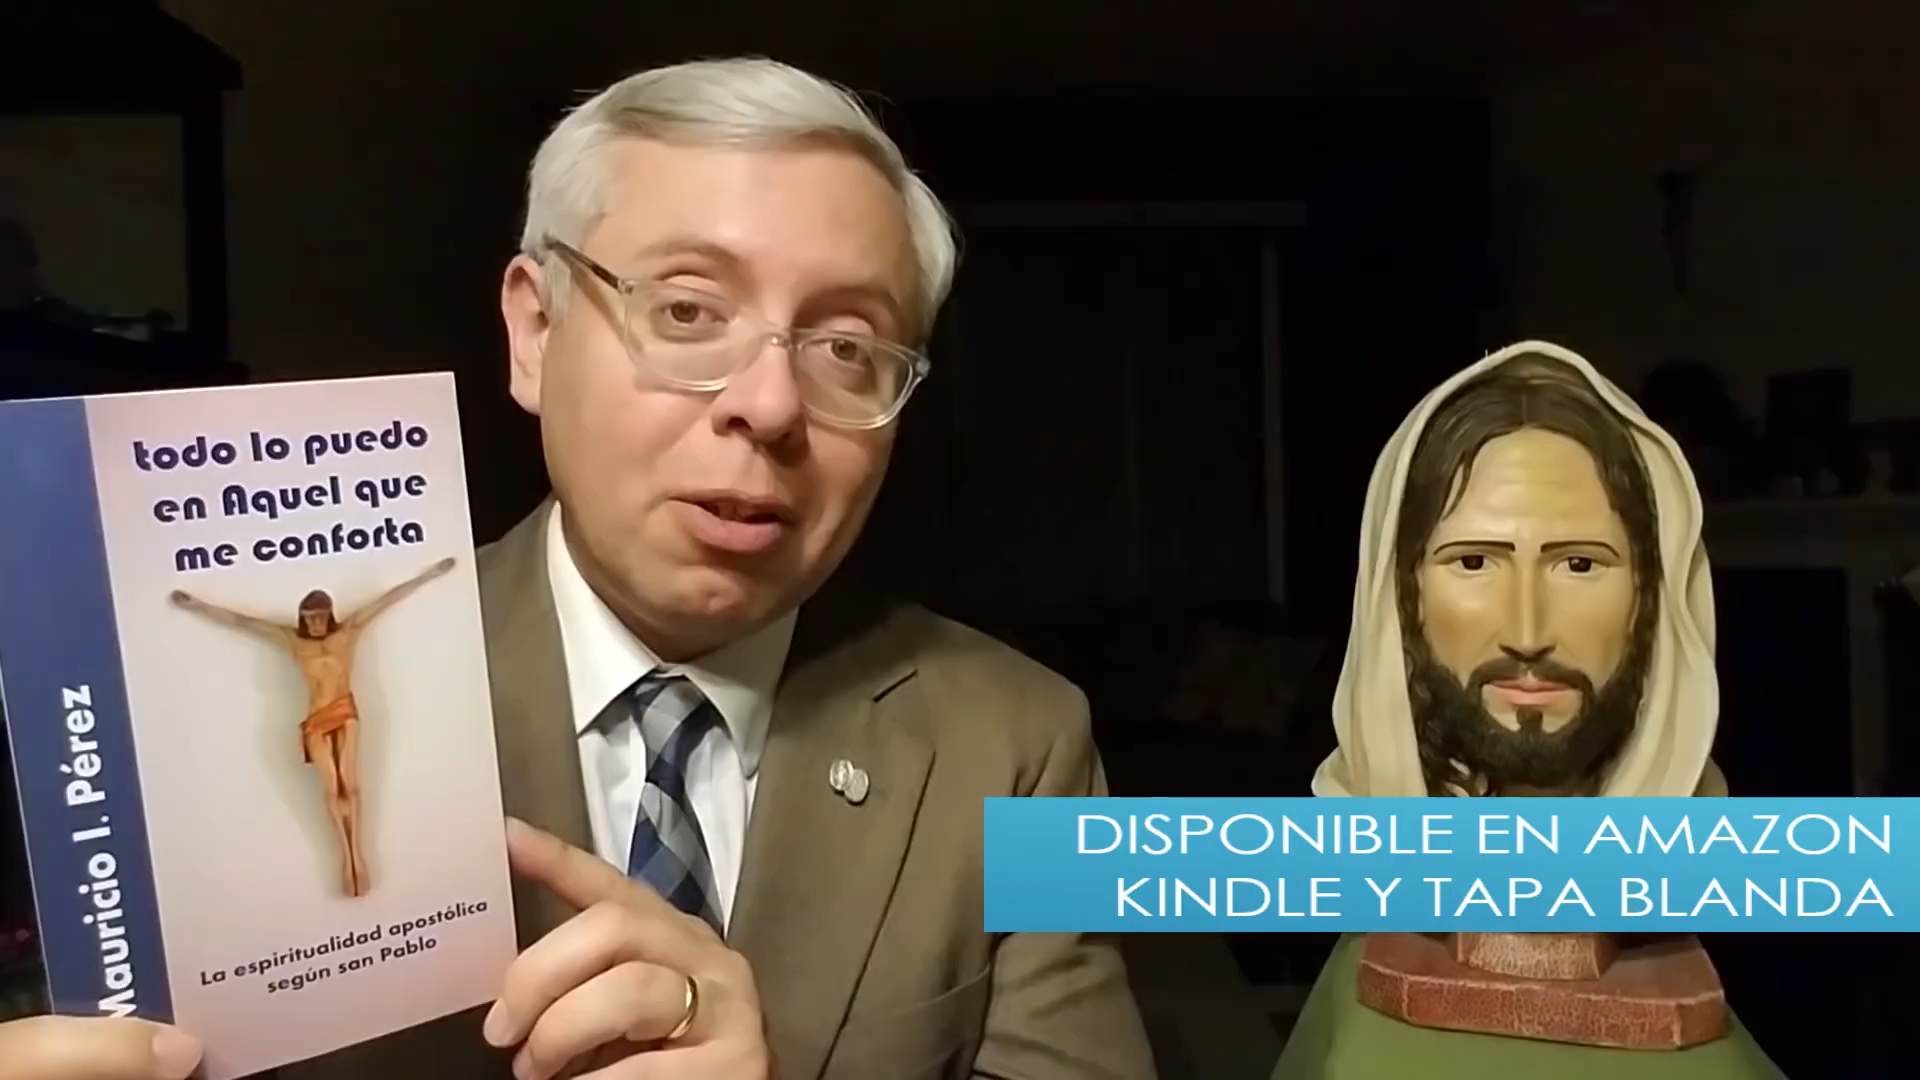 todo lo puedo
en Aquel que
me conforta
Mauricio I. Pérez
La espiritualidad apostólica
según san Pablo
DISPONIBLE EN AMAZON
KINDLE Y TAPA BLANDA